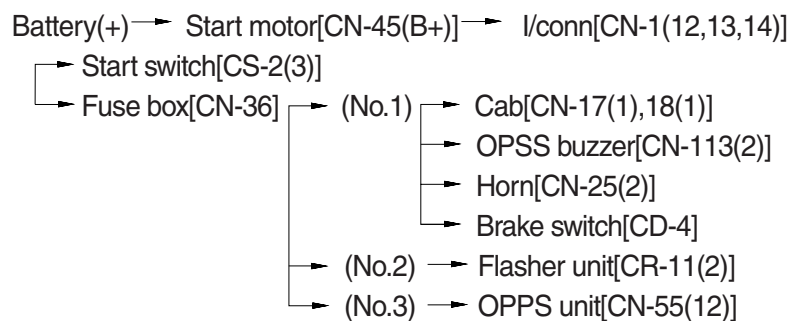 Battery(+) Start motor[CN-45(B+)] I/conn[CN-1(12,13,14)]
Start switch[CS-2(3)]
Fuse box[CN-36] (No.1) Cab[CN-17(1),18(1)]
OPSS buzzer[CN-113(2)]
Horn[CN-25(2)]
Brake switch[CD-4]
(No.2) Flasher unit[CR-11(2)]
(No.3) OPPS unit[CN-55(12)]